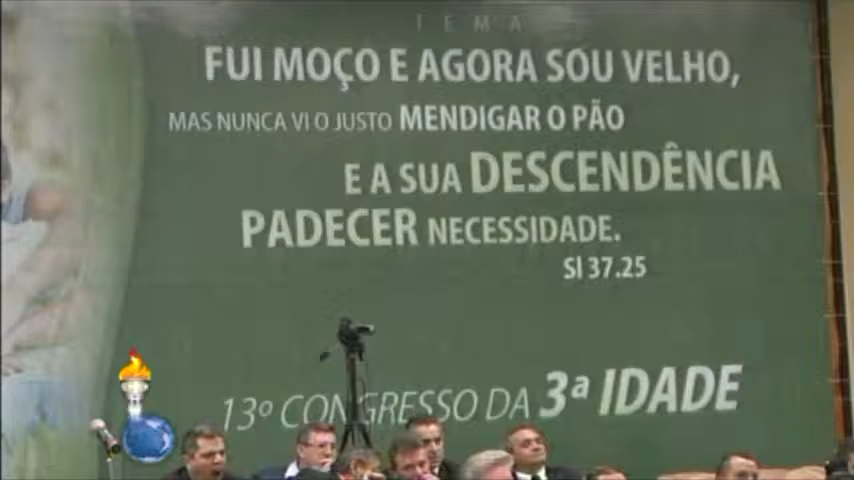 TEMA
FUI MOÇO E AGORA SOU VELHO,
MAS NUNCA VI O JUSTO MENDIGAR O PÃO
E A SUA DESCENDÊNCIA
PADECER NECESSIDADE.
Sl 37.25
13º CONGRESSO DA 3ª IDADE